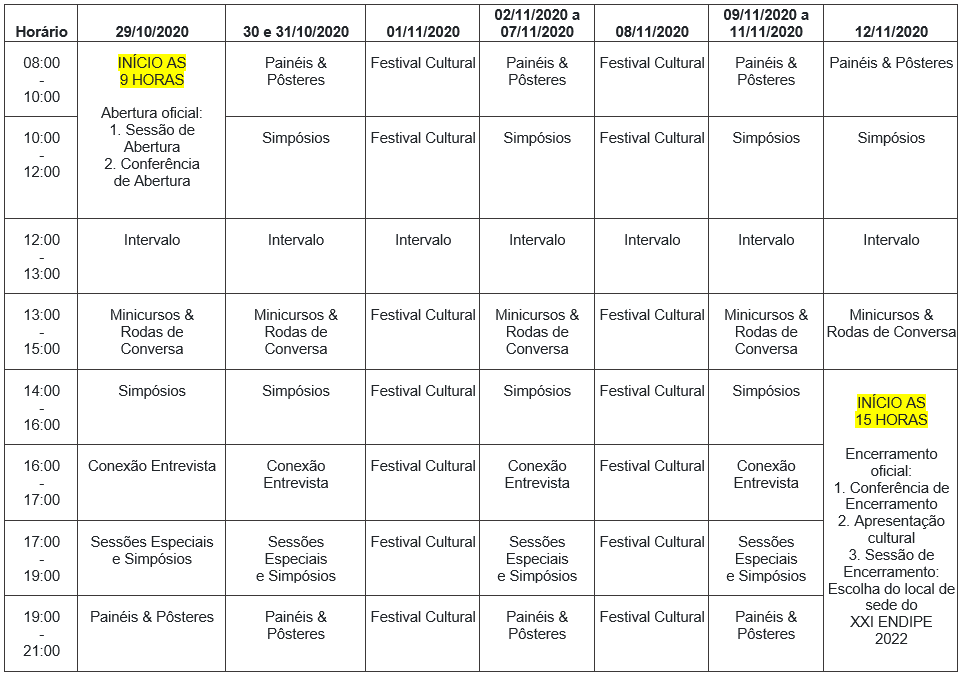 Horário
29/10/2020
30 e 31/10/2020
01/11/2020
02/11/2020 a
07/11/2020
08/11/2020
09/11/2020 a
11/11/2020
12/11/2020
08:00
-
10:00
INÍCIO AS
9 HORAS
Abertura oficial:
1. Sessão de
Abertura
2. Conferência
de Abertura
Painéis &
Pôsteres
Festival Cultural
Painéis &
Pôsteres
Festival Cultural
Painéis &
Pôsteres
Painéis & Pôsteres
10:00
-
12:00
Simpósios
Festival Cultural
Simpósios
Festival Cultural
Simpósios
Simpósios
12:00
-
13:00
Intervalo
Intervalo
Intervalo
Intervalo
Intervalo
Intervalo
Intervalo
13:00
-
15:00
Minicursos &
Rodas de
Conversa
Minicursos &
Rodas de
Conversa
Festival Cultural
Minicursos &
Rodas de
Conversa
Festival Cultural
Minicursos &
Rodas de
Conversa
Minicursos &
Rodas de Conversa
14:00
-
16:00
Simpósios
Simpósios
Festival Cultural
Simpósios
Festival Cultural
Simpósios
INÍCIO AS
15 HORAS
Encerramento
oficial:
1. Conferência de
Encerramento
2. Apresentação
cultural
3. Sessão de
Encerramento:
Escolha do local de
sede do
XXI ENDIPE
2022
16:00
-
17:00
Conexão Entrevista
Conexão
Entrevista
Festival Cultural
Conexão
Entrevista
Festival Cultural
Conexão
Entrevista
17:00
-
19:00
Sessões Especiais
e Simpósios
Sessões
Especiais
e Simpósios
Festival Cultural
Sessões
Especiais
e Simpósios
Festival Cultural
Sessões
Especiais
e Simpósios
19:00
-
21:00
Painéis & Pôsteres
Painéis &
Pôsteres
Festival Cultural
Painéis &
Pôsteres
Festival Cultural
Painéis &
Pôsteres